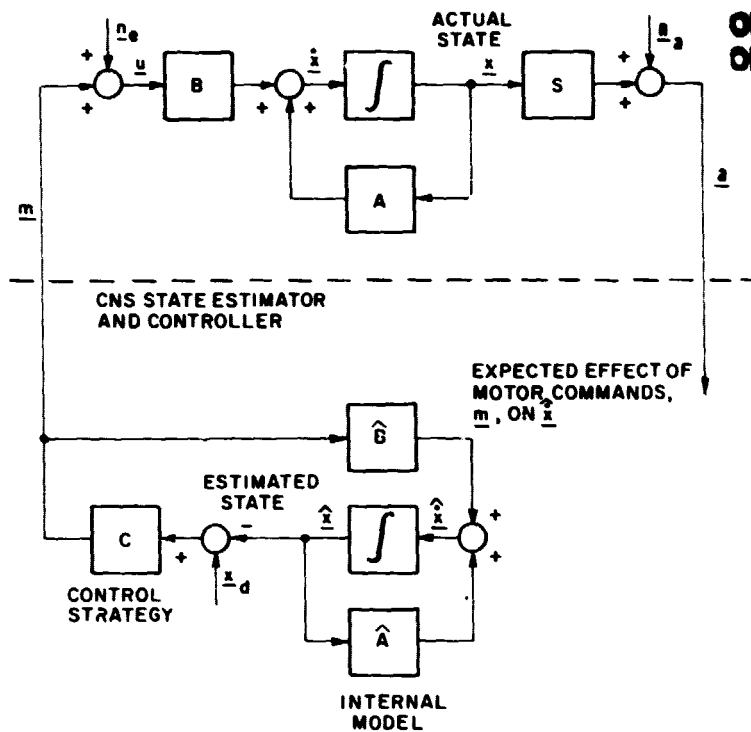 ACTUAL
STATE
n_e
+
+
u
B
+
+
ẋ
∫
x
S
+
+
a
A
m
a
CNS STATE ESTIMATOR
AND CONTROLLER
EXPECTED EFFECT OF
MOTOR COMMANDS,
m, ON x̂̇
B̂
ESTIMATED
STATE
C
+
-
x̂
∫
x̂̇
+
+
x_d
CONTROL
STRATEGY
Â
INTERNAL
MODEL